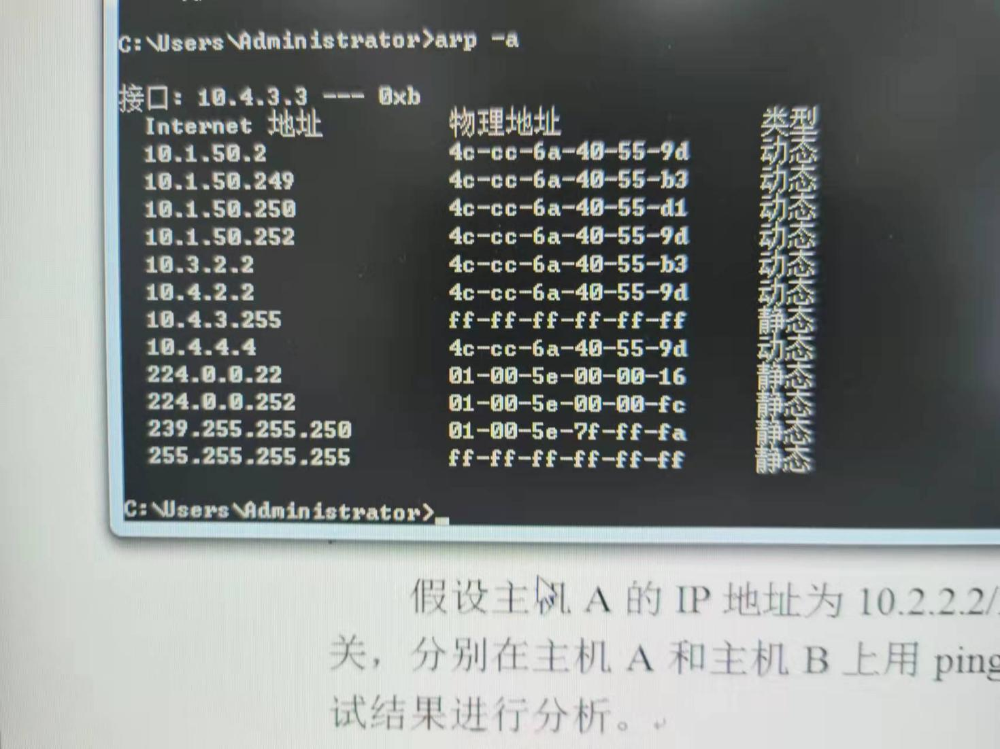 C:\Users\Administrator>arp -a
接口: 10.4.3.3 --- 0xb
Internet 地址 物理地址 类型
10.1.50.2 4c-cc-6a-40-55-9d 动态
10.1.50.249 4c-cc-6a-40-55-b3 动态
10.1.50.250 4c-cc-6a-40-55-d1 动态
10.1.50.252 4c-cc-6a-40-55-9d 动态
10.3.2.2 4c-cc-6a-40-55-b3 动态
10.4.2.2 4c-cc-6a-40-55-9d 动态
10.4.3.255 ff-ff-ff-ff-ff-ff 静态
10.4.4.4 4c-cc-6a-40-55-9d 动态
224.0.0.22 01-00-5e-00-00-16 静态
224.0.0.252 01-00-5e-00-00-fc 静态
239.255.255.250 01-00-5e-7f-ff-fa 静态
255.255.255.255 ff-ff-ff-ff-ff-ff 静态
C:\Users\Administrator>_
假设主机 A 的 IP 地址为 10.2.2.2/
关，分别在主机 A 和主机 B 上用 ping
试结果进行分析。